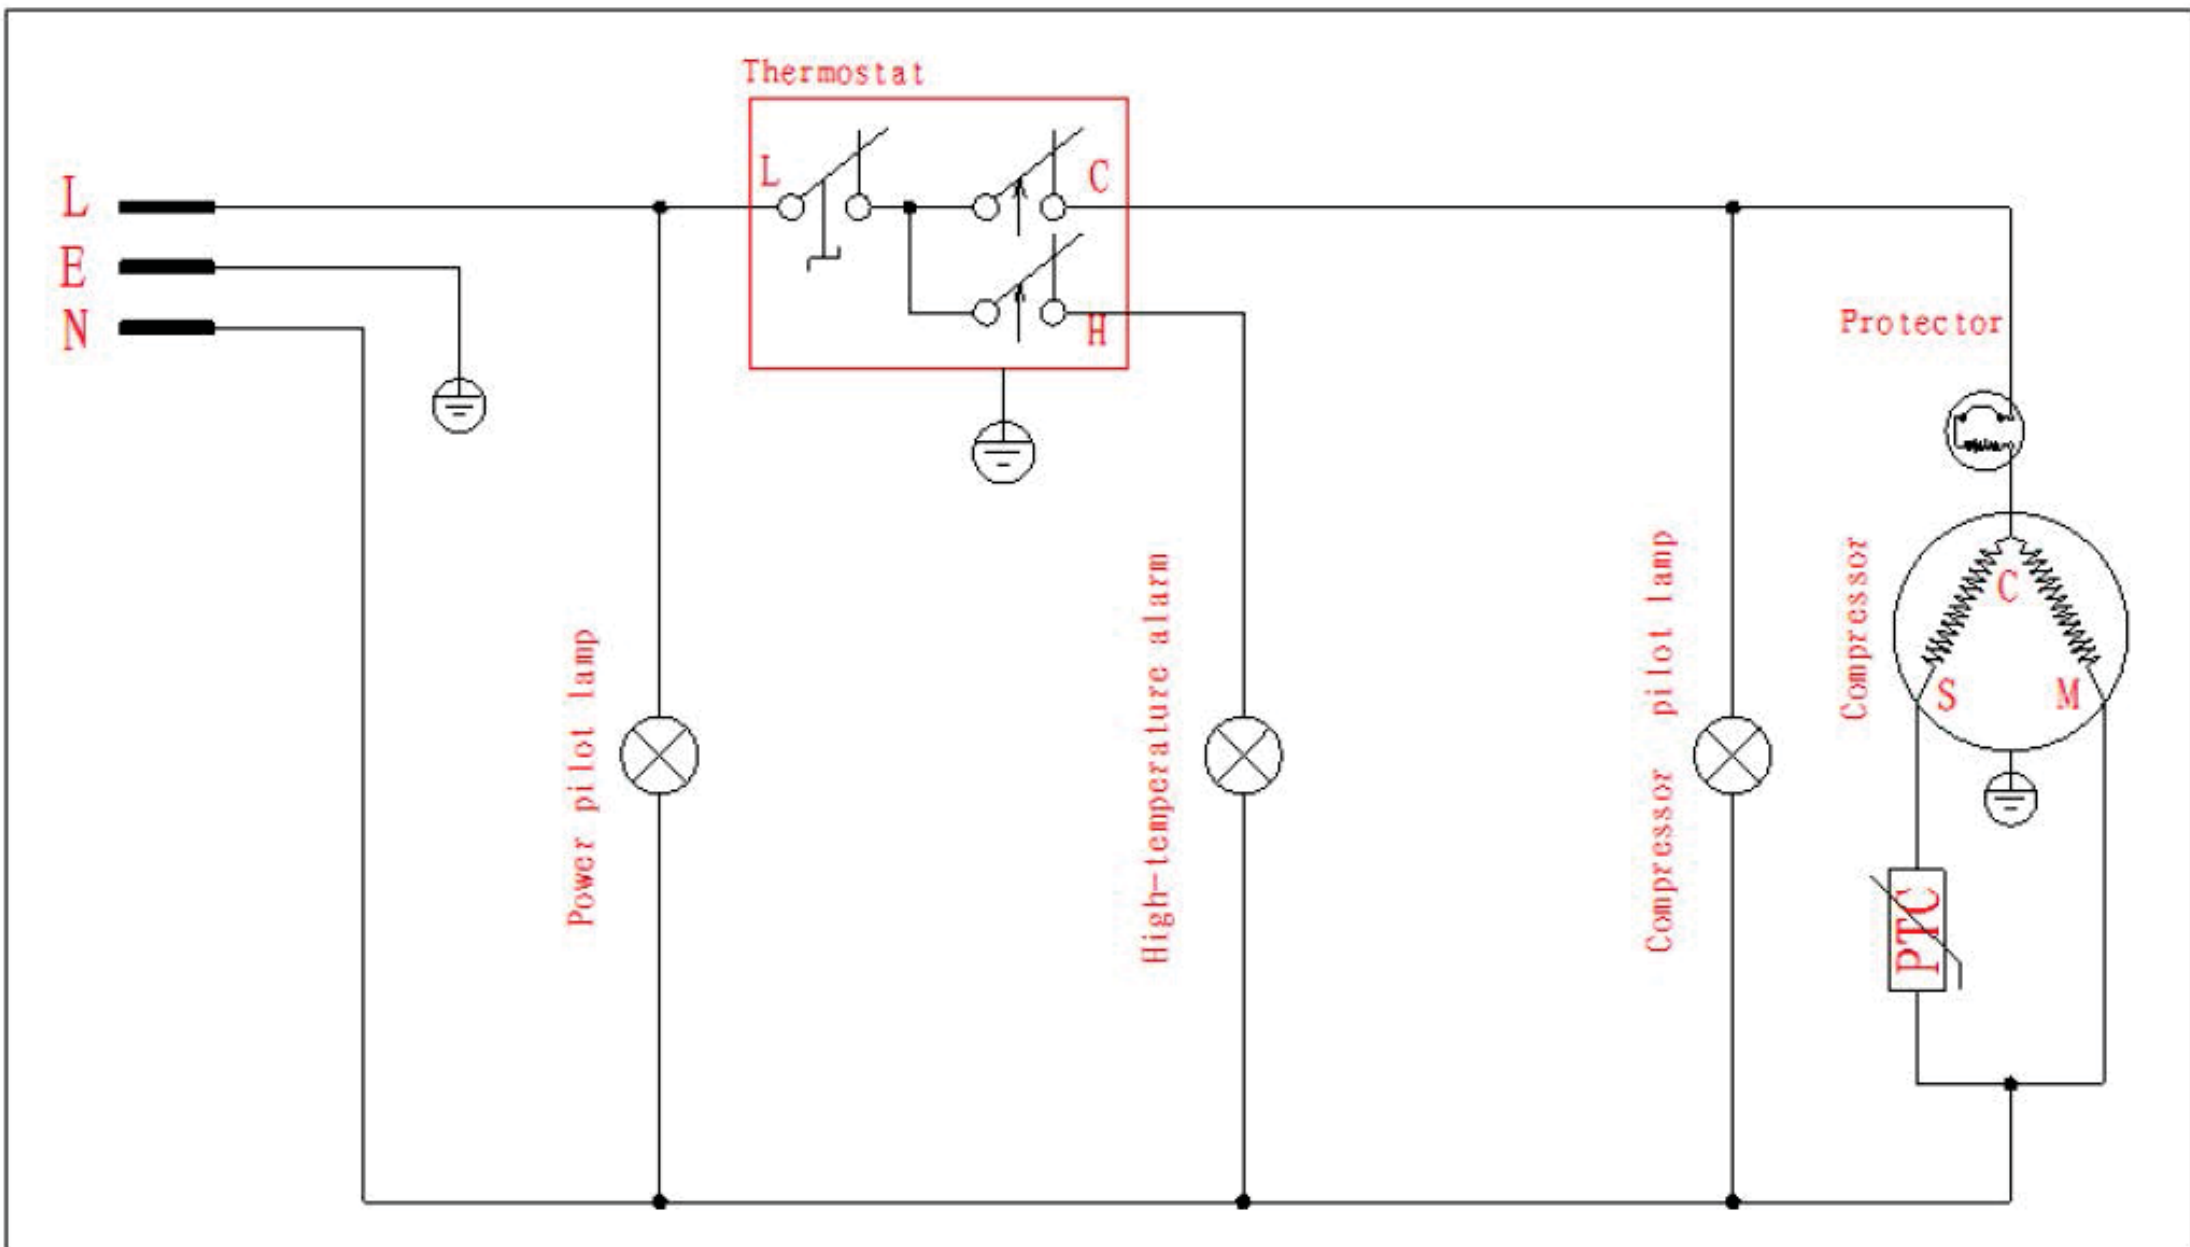 Thermostat
L
C
H
L
E
N
Protector
Power pilot lamp
High-temperature alarm
Compressor pilot lamp
Compressor
C
S
M
PTC